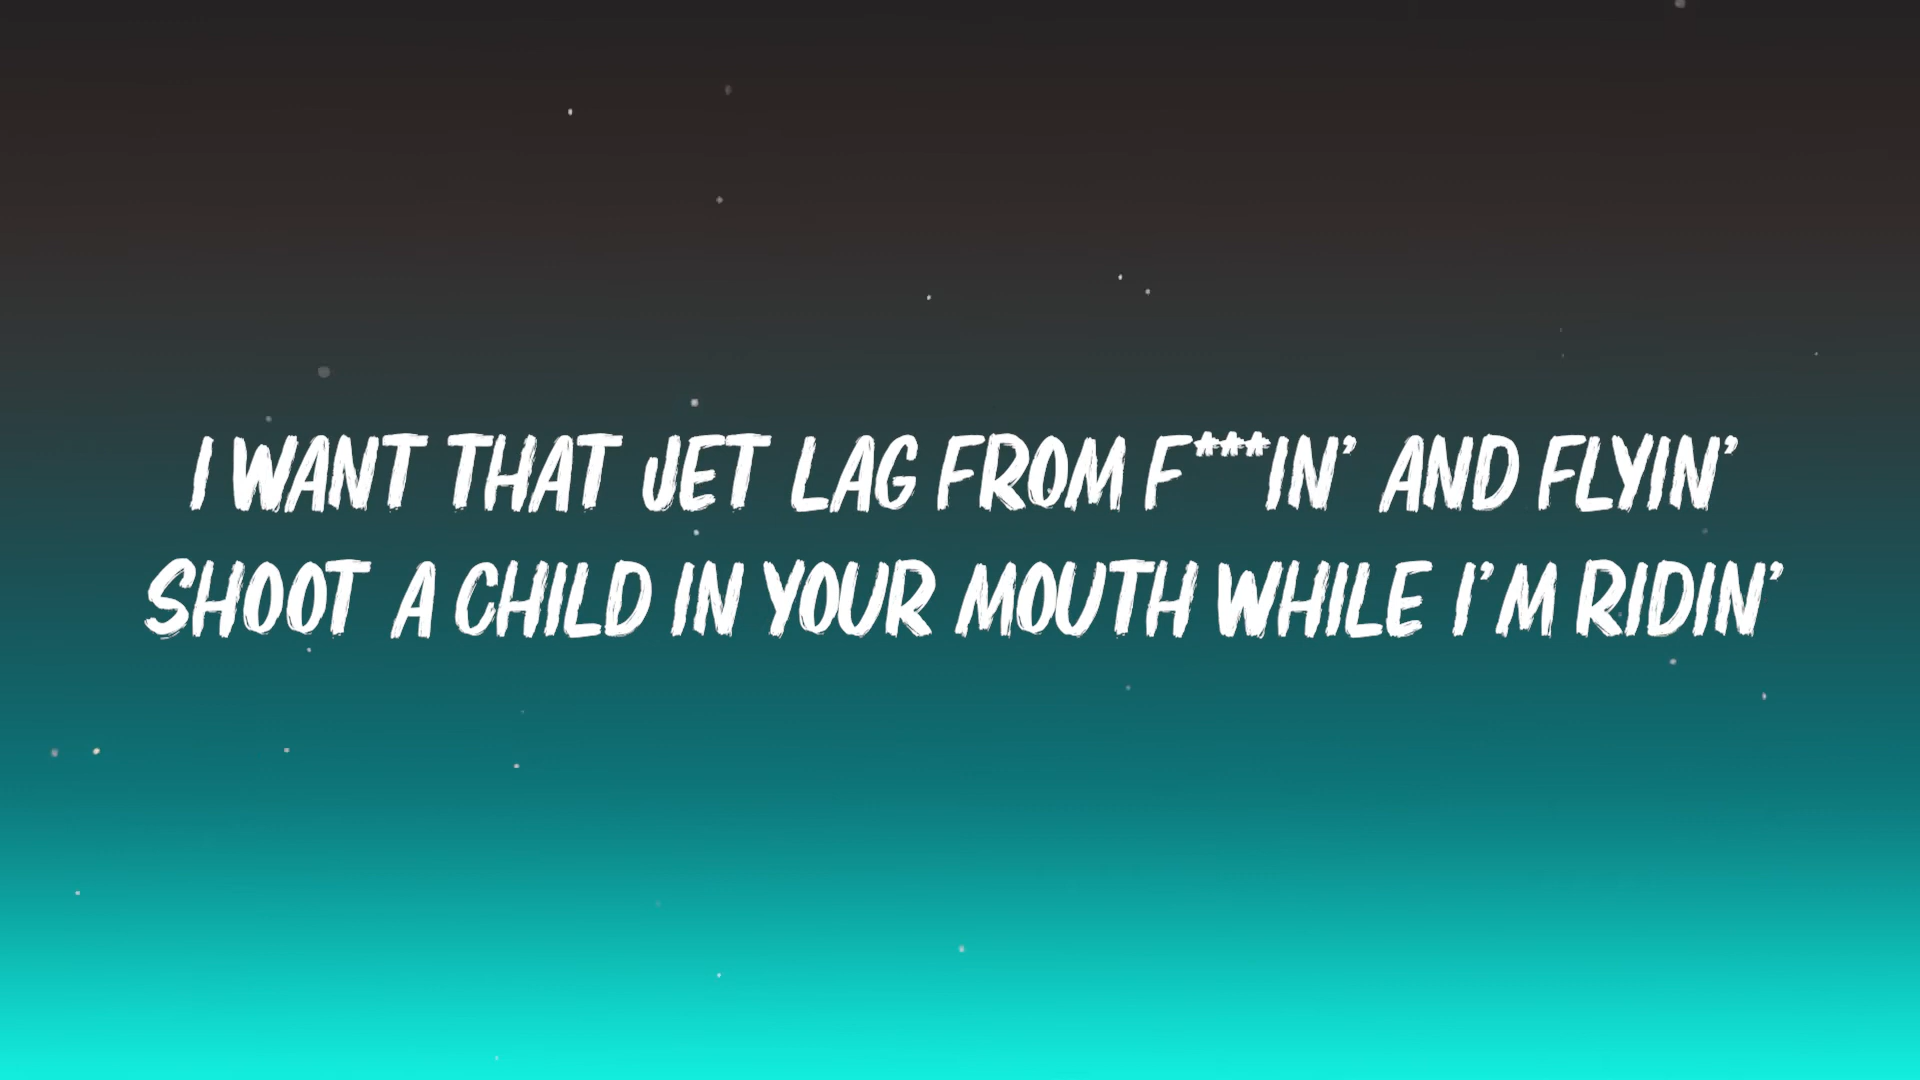 I WANT THAT JET LAG FROM F***IN' AND FLYIN'
SHOOT A CHILD IN YOUR MOUTH WHILE I'M RIDIN'